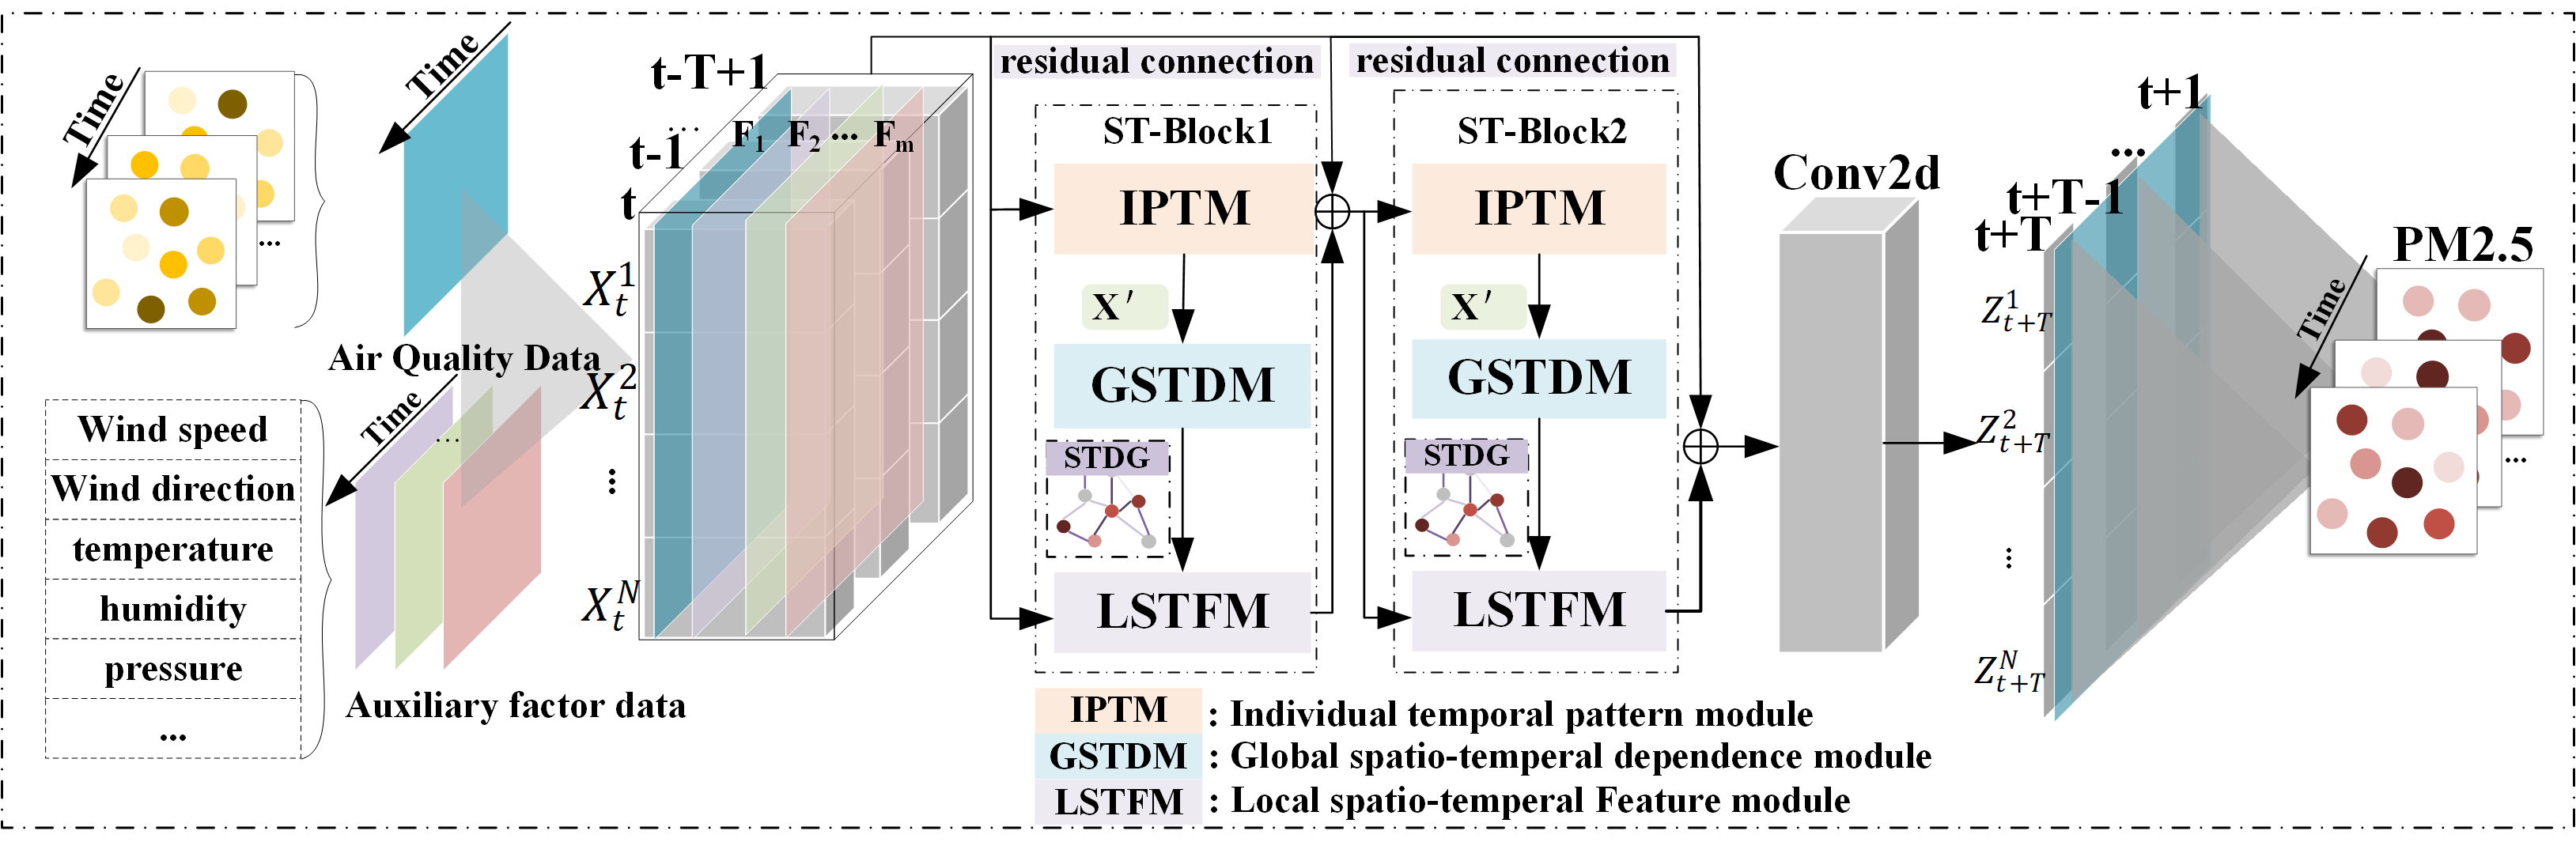 Time
...
Time
Air Quality Data
Wind speed
Wind direction
temperature
humidity
pressure
...
Time
...
Auxiliary factor data
t-T+1
...
t-1
t
F1 F2 ... Fm
X_t^1
X_t^2
⋮
X_t^N
residual connection
ST-Block1
IPTM
X′
GSTDM
STDG
LSTFM
residual connection
ST-Block2
IPTM
X′
GSTDM
STDG
LSTFM
Conv2d
t+1
...
t+T-1
t+T
Z_{t+T}^1
Z_{t+T}^2
⋮
Z_{t+T}^N
PM2.5
Time
...
IPTM : Individual temporal pattern module
GSTDM : Global spatio-temperal dependence module
LSTFM : Local spatio-temperal Feature module